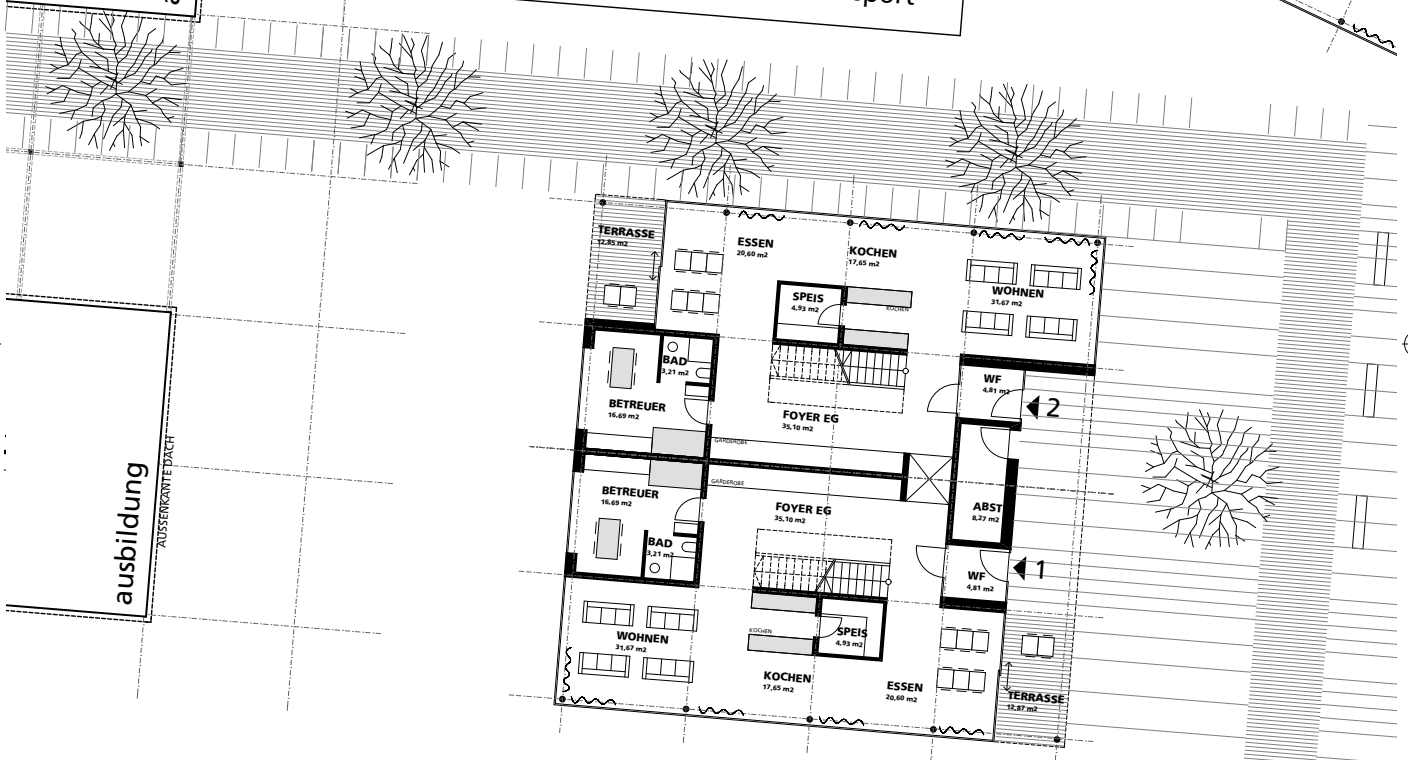 sport
TERRASSE
12,85 m2
ESSEN
20,60 m2
KOCHEN
17,65 m2
SPEIS
4,93 m2
KOCHEN
WOHNEN
31,67 m2
BAD
3,21 m2
WF
4,81 m2
2
BETREUER
16,69 m2
FOYER EG
35,10 m2
GARDEROBE
GARDEROBE
BETREUER
16,69 m2
FOYER EG
35,10 m2
ABST
8,27 m2
BAD
3,21 m2
WF
4,81 m2
1
ausbildung
AUSSENKANTE DACH
WOHNEN
31,67 m2
KOCHEN
SPEIS
4,93 m2
KOCHEN
17,65 m2
ESSEN
20,60 m2
TERRASSE
12,87 m2